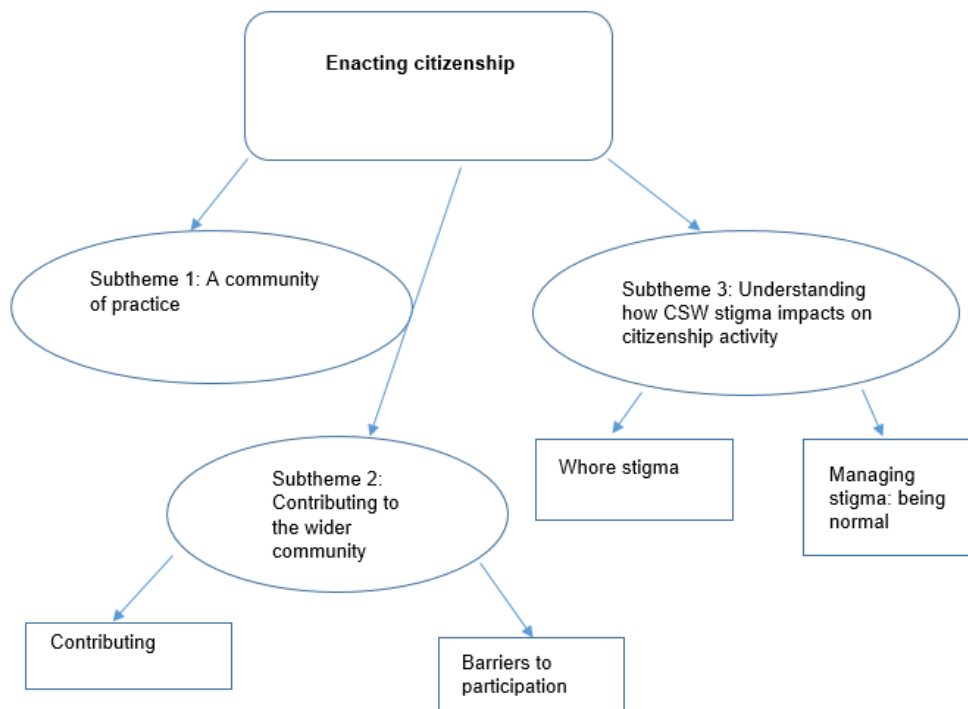 Enacting citizenship
Subtheme 1: A community
of practice
Subtheme 3: Understanding
how CSW stigma impacts on
citizenship activity
Subtheme 2:
Contributing to
the wider
community
Whore stigma
Managing
stigma: being
normal
Contributing
Barriers to
participation